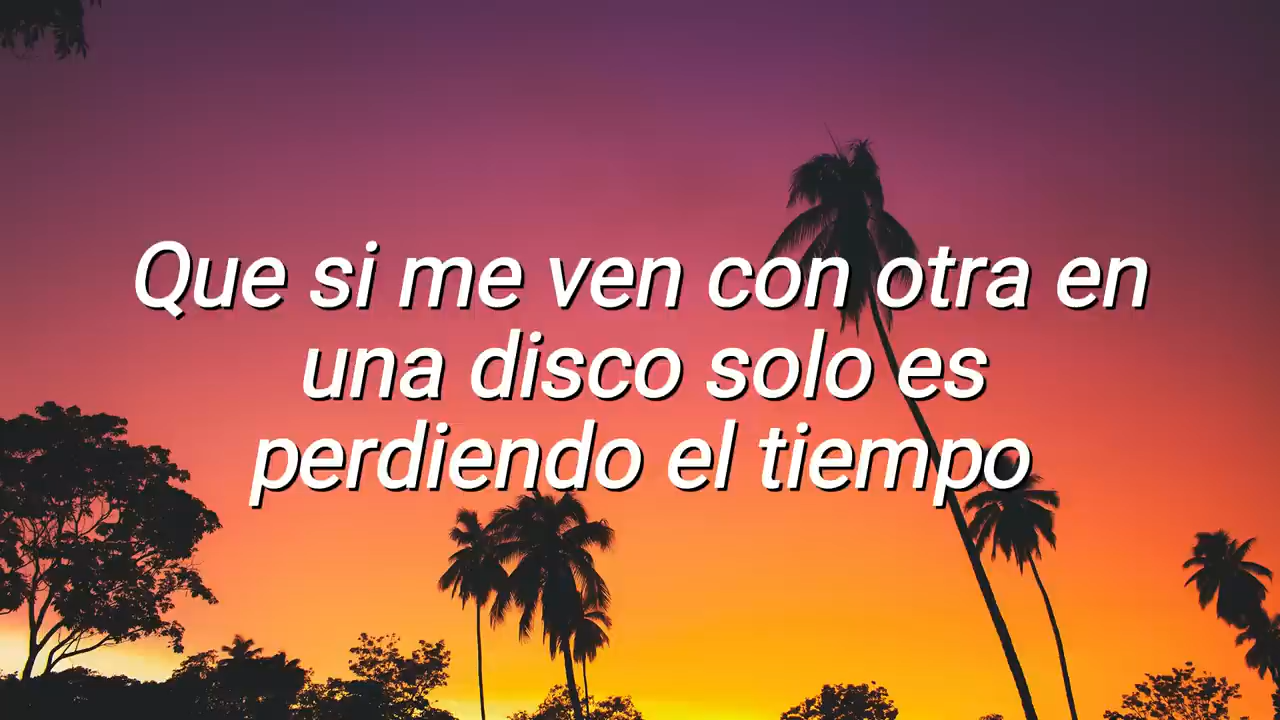 Que si me ven con otra en
una disco solo es
perdiendo el tiempo